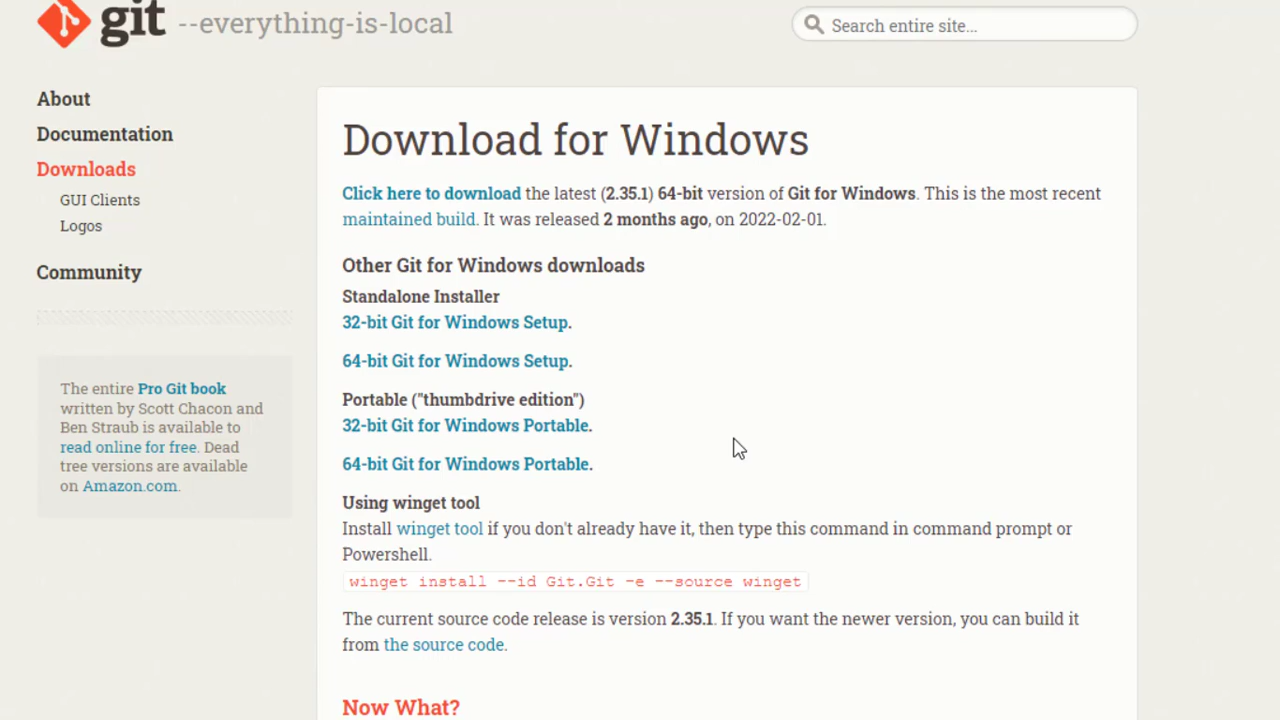 git --everything-is-local
Search entire site...
About
Documentation
Downloads
GUI Clients
Logos
Community
The entire Pro Git book
written by Scott Chacon and
Ben Straub is available to
read online for free. Dead
tree versions are available
on Amazon.com.
Download for Windows
Click here to download the latest (2.35.1) 64-bit version of Git for Windows. This is the most recent
maintained build. It was released 2 months ago, on 2022-02-01.
Other Git for Windows downloads
Standalone Installer
32-bit Git for Windows Setup.
64-bit Git for Windows Setup.
Portable ("thumbdrive edition")
32-bit Git for Windows Portable.
64-bit Git for Windows Portable.
Using winget tool
Install winget tool if you don't already have it, then type this command in command prompt or
Powershell.
winget install --id Git.Git -e --source winget
The current source code release is version 2.35.1. If you want the newer version, you can build it
from the source code.
Now What?